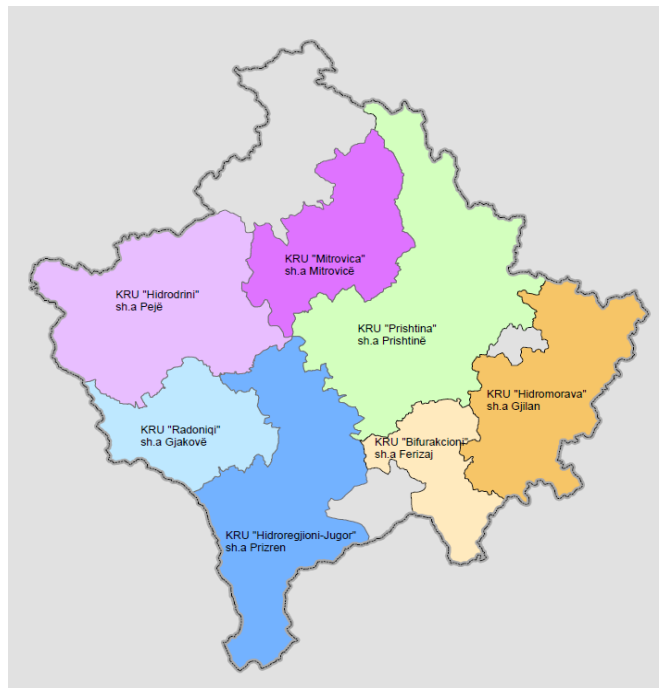 KRU "Mitrovica"
sh.a Mitrovicë
KRU "Hidrodrini"
sh.a Pejë
KRU "Prishtina"
sh.a Prishtinë
KRU "Hidromorava"
sh.a Gjilan
KRU "Radoniqi"
sh.a Gjakovë
KRU "Bifurakcioni"
sh.a Ferizaj
KRU "Hidroregjioni-Jugor"
sh.a Prizren